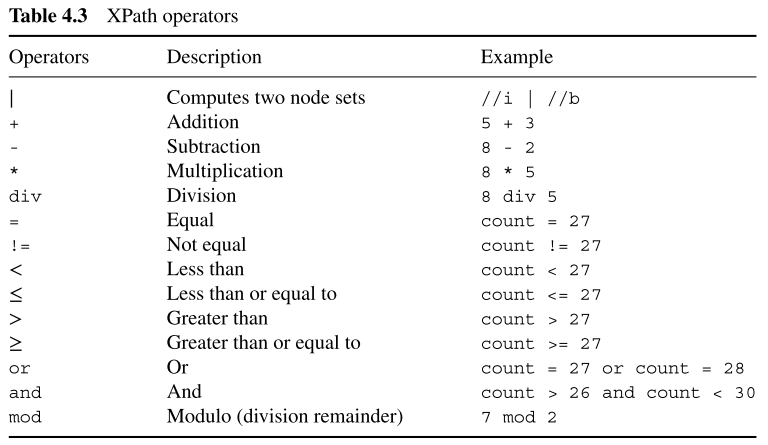 Table 4.3 XPath operators
Operators Description Example
| Computes two node sets //i | //b
+ Addition 5 + 3
- Subtraction 8 - 2
* Multiplication 8 * 5
div Division 8 div 5
= Equal count = 27
!= Not equal count != 27
< Less than count < 27
≤ Less than or equal to count <= 27
> Greater than count > 27
≥ Greater than or equal to count >= 27
or Or count = 27 or count = 28
and And count > 26 and count < 30
mod Modulo (division remainder) 7 mod 2